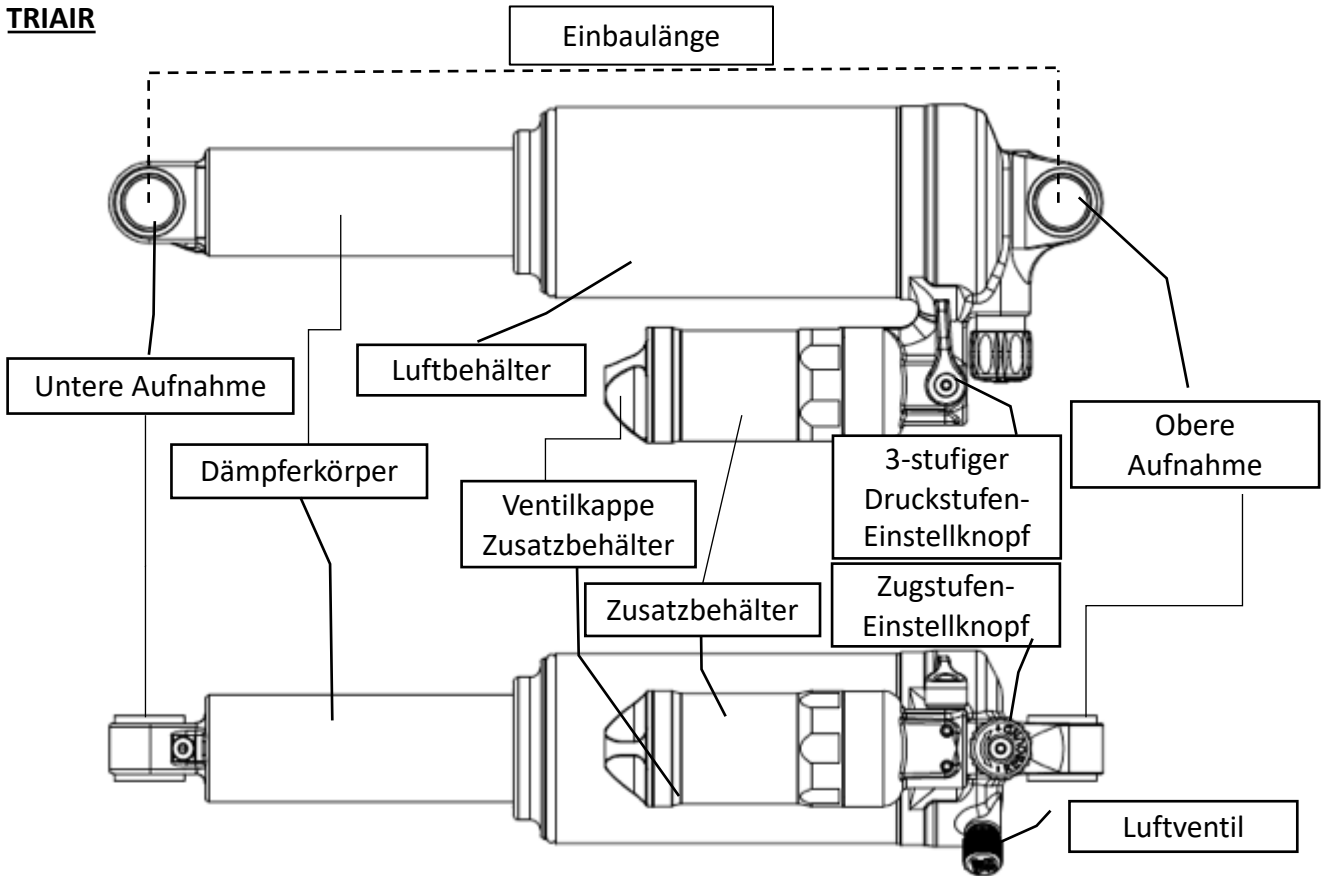 TRIAIR
Einbaulänge
Luftbehälter
Untere Aufnahme
Obere
Aufnahme
Dämpferkörper
3-stufiger
Druckstufen-
Einstellknopf
Ventilkappe
Zusatzbehälter
Zusatzbehälter
Zugstufen-
Einstellknopf
Luftventil